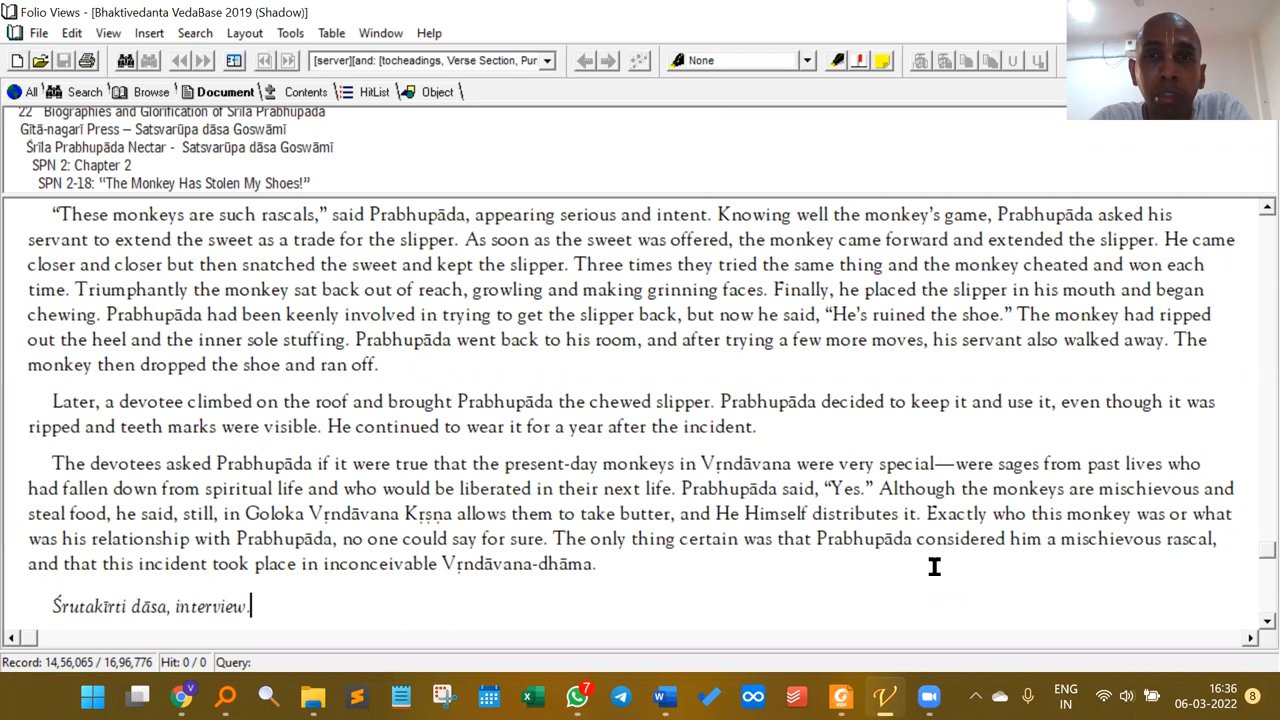 Folio Views - [Bhaktivedanta VedaBase 2019 (Shadow)]
File Edit View Insert Search Layout Tools Table Window Help
[server][and: [tocheadings, Verse Section, Pur
None
All Search Browse Document Contents HitList Object
22 Biographies and Glorification of Śrīla Prabhupāda
Gītā-nagarī Press – Satsvarūpa dāsa Goswāmī
Śrīla Prabhupāda Nectar - Satsvarūpa dāsa Goswāmī
SPN 2: Chapter 2
SPN 2-18: “The Monkey Has Stolen My Shoes!”
“These monkeys are such rascals,” said Prabhupāda, appearing serious and intent. Knowing well the monkey’s game, Prabhupāda asked his
servant to extend the sweet as a trade for the slipper. As soon as the sweet was offered, the monkey came forward and extended the slipper. He came
closer and closer but then snatched the sweet and kept the slipper. Three times they tried the same thing and the monkey cheated and won each
time. Triumphantly the monkey sat back out of reach, growling and making grinning faces. Finally, he placed the slipper in his mouth and began
chewing. Prabhupāda had been keenly involved in trying to get the slipper back, but now he said, “He’s ruined the shoe.” The monkey had ripped
out the heel and the inner sole stuffing. Prabhupāda went back to his room, and after trying a few more moves, his servant also walked away. The
monkey then dropped the shoe and ran off.
Later, a devotee climbed on the roof and brought Prabhupāda the chewed slipper. Prabhupāda decided to keep it and use it, even though it was
ripped and teeth marks were visible. He continued to wear it for a year after the incident.
The devotees asked Prabhupāda if it were true that the present-day monkeys in Vṛndāvana were very special—were sages from past lives who
had fallen down from spiritual life and who would be liberated in their next life. Prabhupāda said, “Yes.” Although the monkeys are mischievous and
steal food, he said, still, in Goloka Vṛndāvana Kṛṣṇa allows them to take butter, and He Himself distributes it. Exactly who this monkey was or what
was his relationship with Prabhupāda, no one could say for sure. The only thing certain was that Prabhupāda considered him a mischievous rascal,
and that this incident took place in inconceivable Vṛndāvana-dhāma.
Śrutakīrti dāsa, interview.
Record: 14,56,065 / 16,96,776 Hit: 0 / 0 Query:
V
7
ENG
IN
16:36
06-03-2022
8